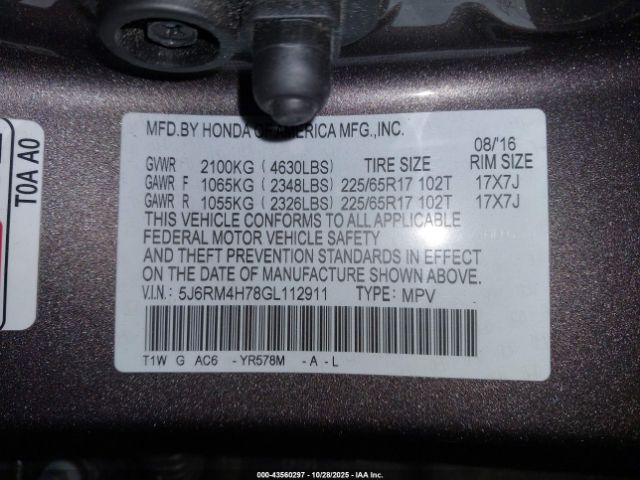 T0A A0
MFD.BY HONDA OF AMERICA MFG.,INC.
08/'16
GVWR 2100KG ( 4630LBS) TIRE SIZE RIM SIZE
GAWR F 1065KG ( 2348LBS) 225/65R17 102T 17X7J
GAWR R 1055KG ( 2326LBS) 225/65R17 102T 17X7J
THIS VEHICLE CONFORMS TO ALL APPLICABLE
FEDERAL MOTOR VEHICLE SAFETY
AND THEFT PREVENTION STANDARDS IN EFFECT
ON THE DATE OF MANUFACTURE SHOWN ABOVE.
V.I.N.: 5J6RM4H78GL112911 TYPE: MPV
T1W G AC6 -YR578M -A-L
000-43560297 - 10/28/2025 - IAA Inc.